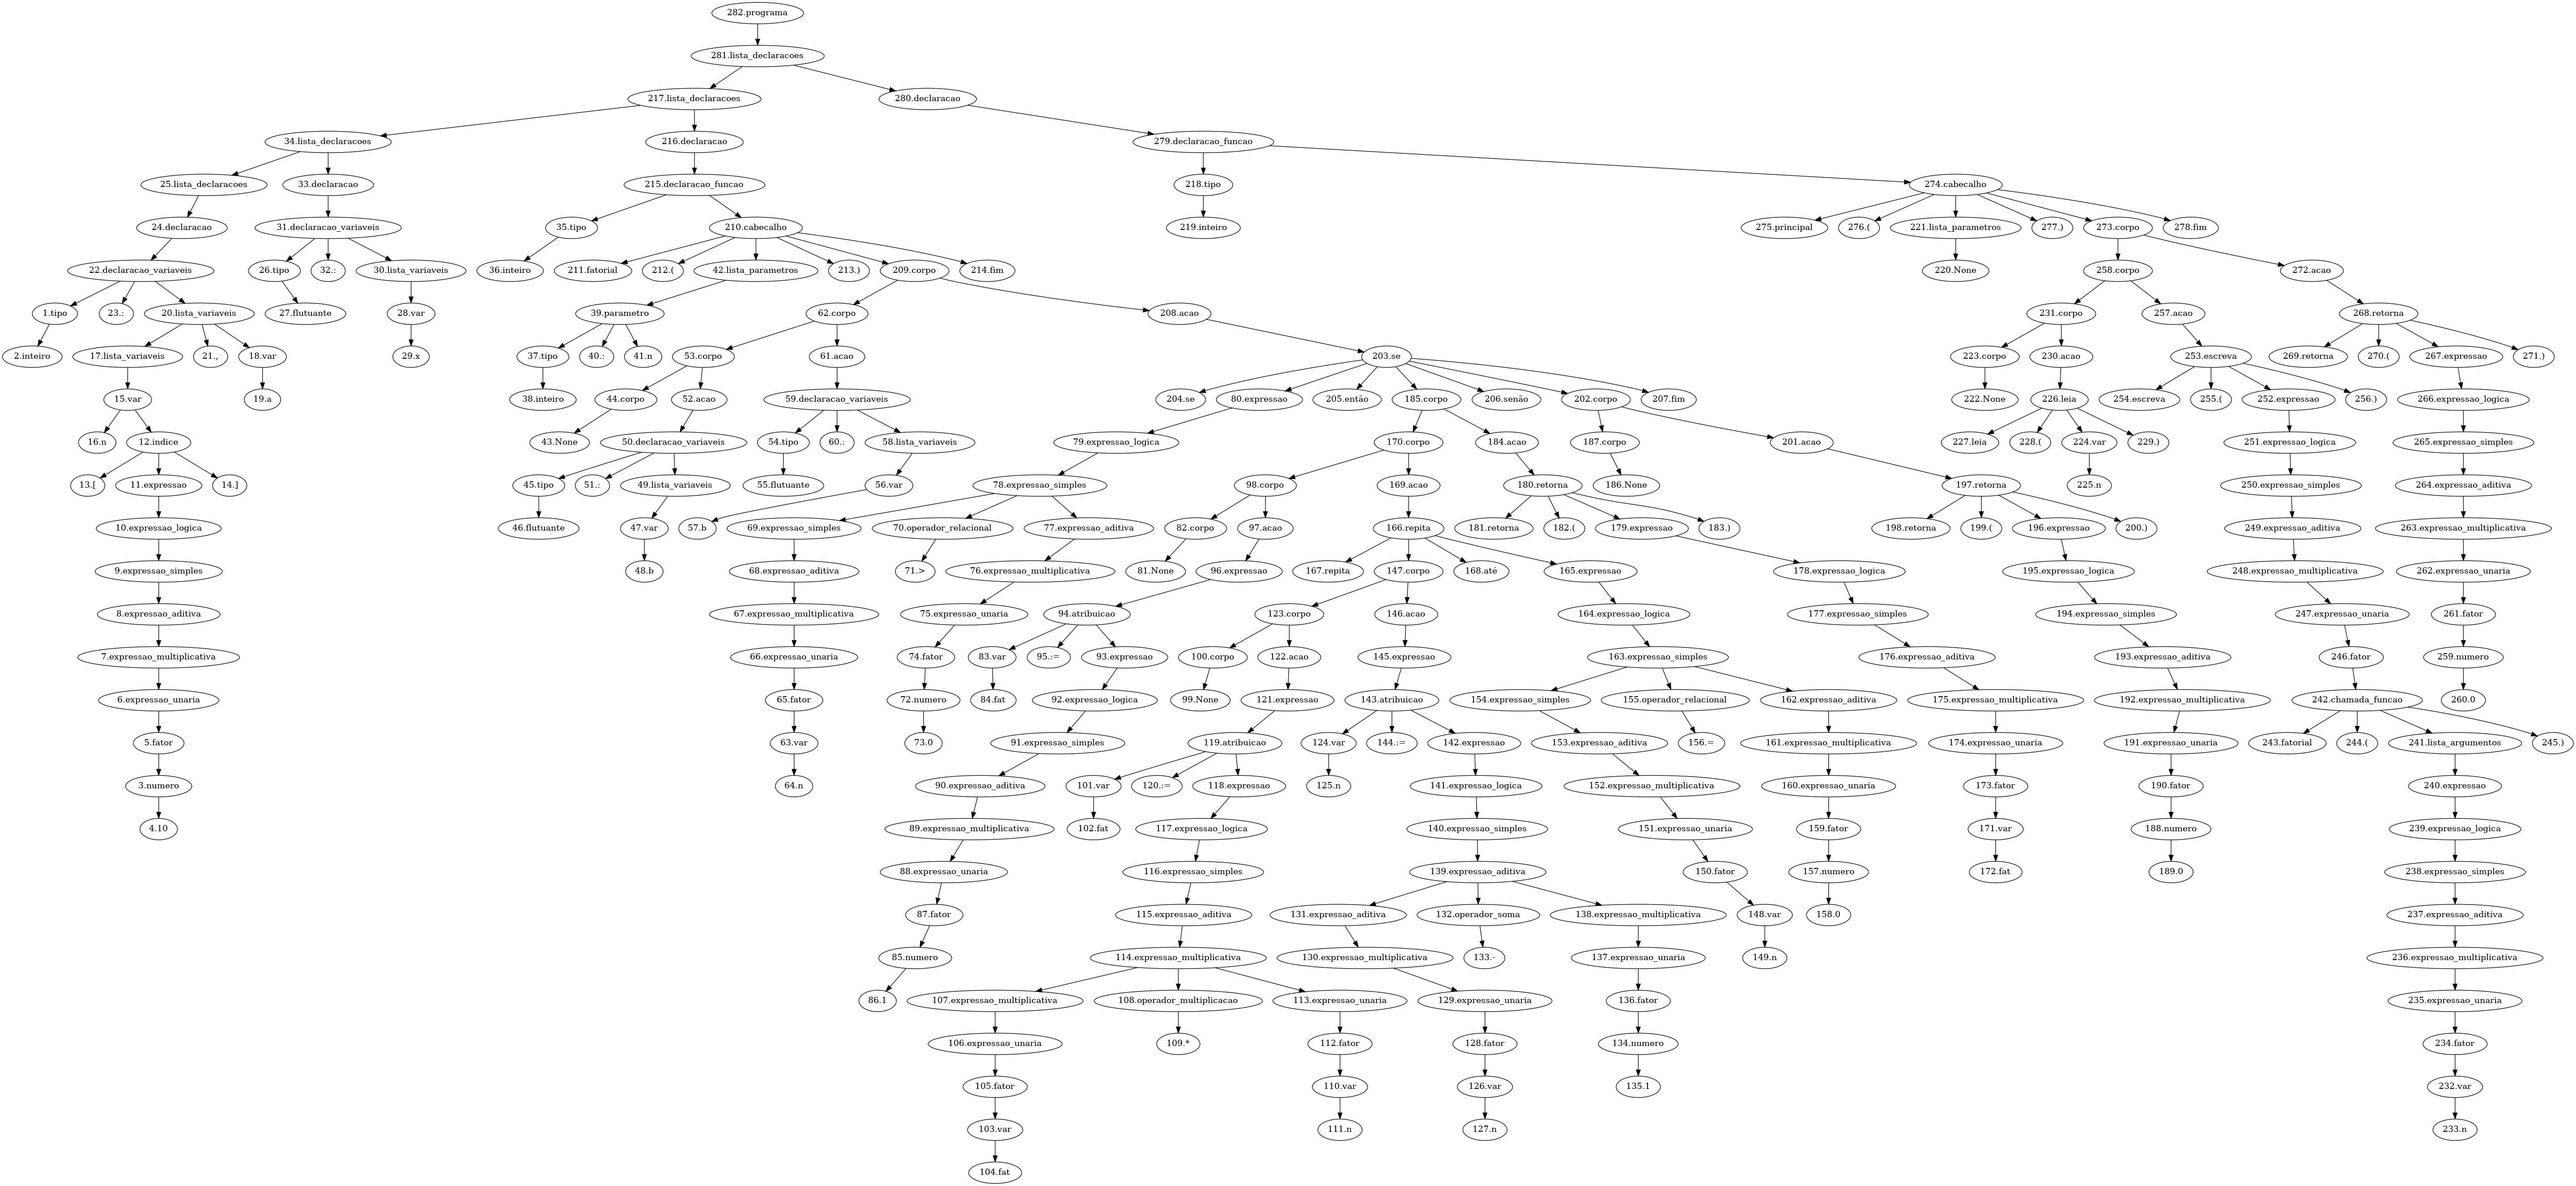 282.programa
281.lista_declaracoes
217.lista_declaracoes 280.declaracao
34.lista_declaracoes 216.declaracao 279.declaracao_funcao
25.lista_declaracoes 33.declaracao 215.declaracao_funcao 218.tipo 274.cabecalho
24.declaracao 31.declaracao_variaveis 35.tipo 210.cabecalho 219.inteiro 275.principal 276.( 221.lista_parametros 277.) 273.corpo 278.fim
22.declaracao_variaveis 26.tipo 32.: 30.lista_variaveis 36.inteiro 211.fatorial 212.( 42.lista_parametros 213.) 209.corpo 214.fim 220.None 258.corpo 272.acao
1.tipo 23.: 20.lista_variaveis 27.flutuante 28.var 39.parametro 62.corpo 208.acao 231.corpo 257.acao 268.retorna
2.inteiro 17.lista_variaveis 21., 18.var 29.x 37.tipo 40.: 41.n 53.corpo 61.acao 203.se 223.corpo 230.acao 253.escreva 269.retorna 270.( 267.expressao 271.)
15.var 19.a 38.inteiro 44.corpo 52.acao 59.declaracao_variaveis 204.se 80.expressao 205.então 185.corpo 206.senão 202.corpo 207.fim 222.None 226.leia 254.escreva 255.( 252.expressao 256.) 266.expressao_logica
16.n 12.indice 43.None 50.declaracao_variaveis 54.tipo 60.: 58.lista_variaveis 79.expressao_logica 170.corpo 184.acao 187.corpo 201.acao 227.leia 228.( 224.var 229.) 251.expressao_logica 265.expressao_simples
13.[ 11.expressao 14.] 45.tipo 51.: 49.lista_variaveis 55.flutuante 56.var 78.expressao_simples 98.corpo 169.acao 180.retorna 186.None 197.retorna 225.n 250.expressao_simples 264.expressao_aditiva
10.expressao_logica 46.flutuante 47.var 57.b 69.expressao_simples 70.operador_relacional 77.expressao_aditiva 82.corpo 97.acao 166.repita 181.retorna 182.( 179.expressao 183.) 198.retorna 199.( 196.expressao 200.) 249.expressao_aditiva 263.expressao_multiplicativa
9.expressao_simples 48.b 68.expressao_aditiva 71.> 76.expressao_multiplicativa 81.None 96.expressao 167.repita 147.corpo 168.até 165.expressao 178.expressao_logica 195.expressao_logica 248.expressao_multiplicativa 262.expressao_unaria
8.expressao_aditiva 67.expressao_multiplicativa 75.expressao_unaria 94.atribuicao 123.corpo 146.acao 164.expressao_logica 177.expressao_simples 194.expressao_simples 247.expressao_unaria 261.fator
7.expressao_multiplicativa 66.expressao_unaria 74.fator 83.var 95.:= 93.expressao 100.corpo 122.acao 145.expressao 163.expressao_simples 176.expressao_aditiva 193.expressao_aditiva 246.fator 259.numero
6.expressao_unaria 65.fator 72.numero 84.fat 92.expressao_logica 99.None 121.expressao 143.atribuicao 154.expressao_simples 155.operador_relacional 162.expressao_aditiva 175.expressao_multiplicativa 192.expressao_multiplicativa 242.chamada_funcao 260.0
5.fator 63.var 73.0 91.expressao_simples 119.atribuicao 124.var 144.:= 142.expressao 153.expressao_aditiva 156.= 161.expressao_multiplicativa 174.expressao_unaria 191.expressao_unaria 243.fatorial 244.( 241.lista_argumentos 245.)
3.numero 64.n 90.expressao_aditiva 101.var 120.:= 118.expressao 125.n 141.expressao_logica 152.expressao_multiplicativa 160.expressao_unaria 173.fator 190.fator 240.expressao
4.10 89.expressao_multiplicativa 102.fat 117.expressao_logica 140.expressao_simples 151.expressao_unaria 159.fator 171.var 188.numero 239.expressao_logica
88.expressao_unaria 116.expressao_simples 139.expressao_aditiva 150.fator 157.numero 172.fat 189.0 238.expressao_simples
87.fator 115.expressao_aditiva 131.expressao_aditiva 132.operador_soma 138.expressao_multiplicativa 148.var 158.0 237.expressao_aditiva
85.numero 114.expressao_multiplicativa 130.expressao_multiplicativa 133.- 137.expressao_unaria 149.n 236.expressao_multiplicativa
86.1 107.expressao_multiplicativa 108.operador_multiplicacao 113.expressao_unaria 129.expressao_unaria 136.fator 235.expressao_unaria
106.expressao_unaria 109.* 112.fator 128.fator 134.numero 234.fator
105.fator 110.var 126.var 135.1 232.var
103.var 111.n 127.n 233.n
104.fat